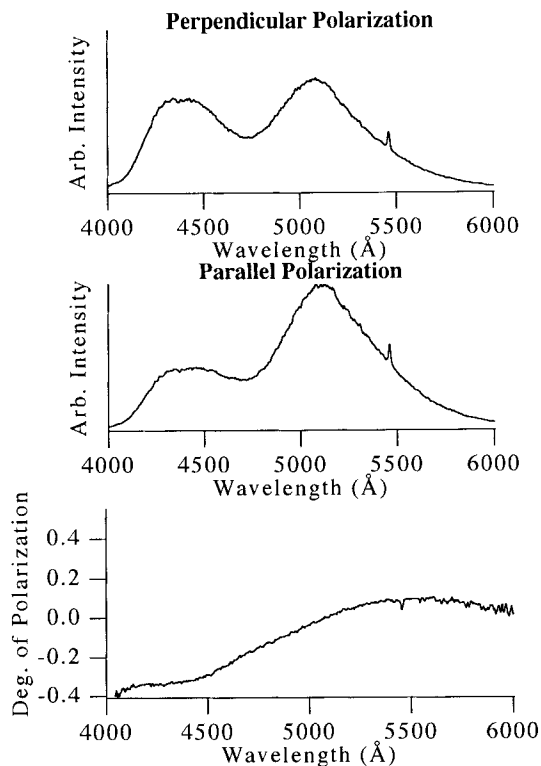 Perpendicular Polarization
Arb. Intensity
4000 4500 5000 5500 6000
Wavelength (Å)
Parallel Polarization
Arb. Intensity
4000 4500 5000 5500 6000
Wavelength (Å)
Deg. of Polarization
0.4
0.2
0.0
-0.2
-0.4
4000 4500 5000 5500 6000
Wavelength (Å)